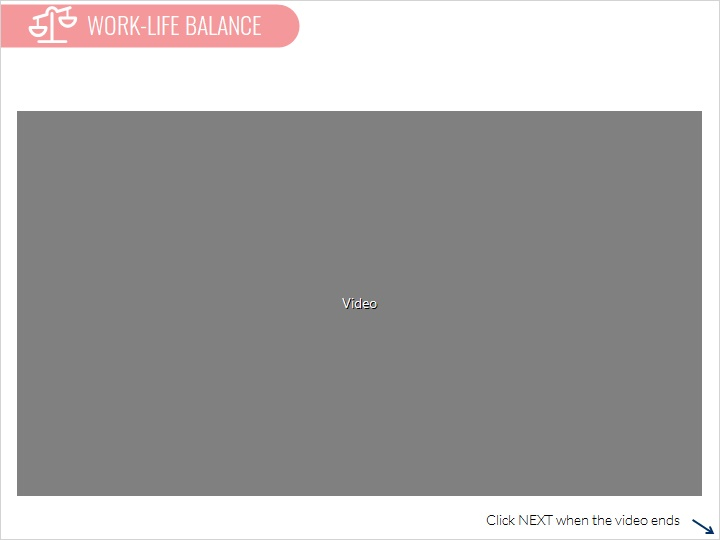 WORK-LIFE BALANCE
Video
Click NEXT when the video ends